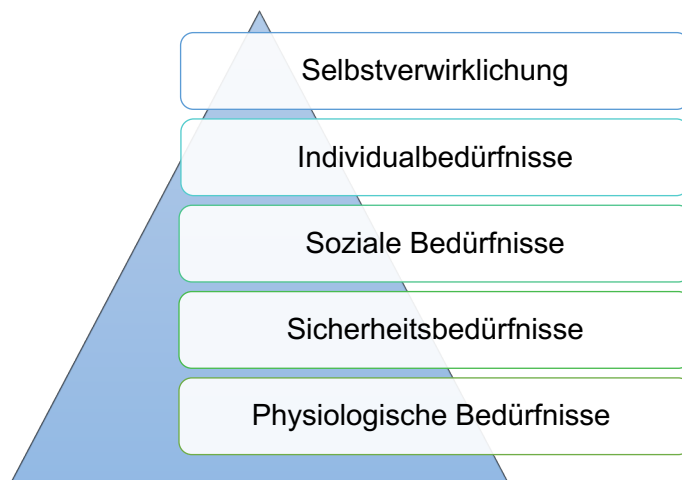 Selbstverwirklichung
Individualbedürfnisse
Soziale Bedürfnisse
Sicherheitsbedürfnisse
Physiologische Bedürfnisse